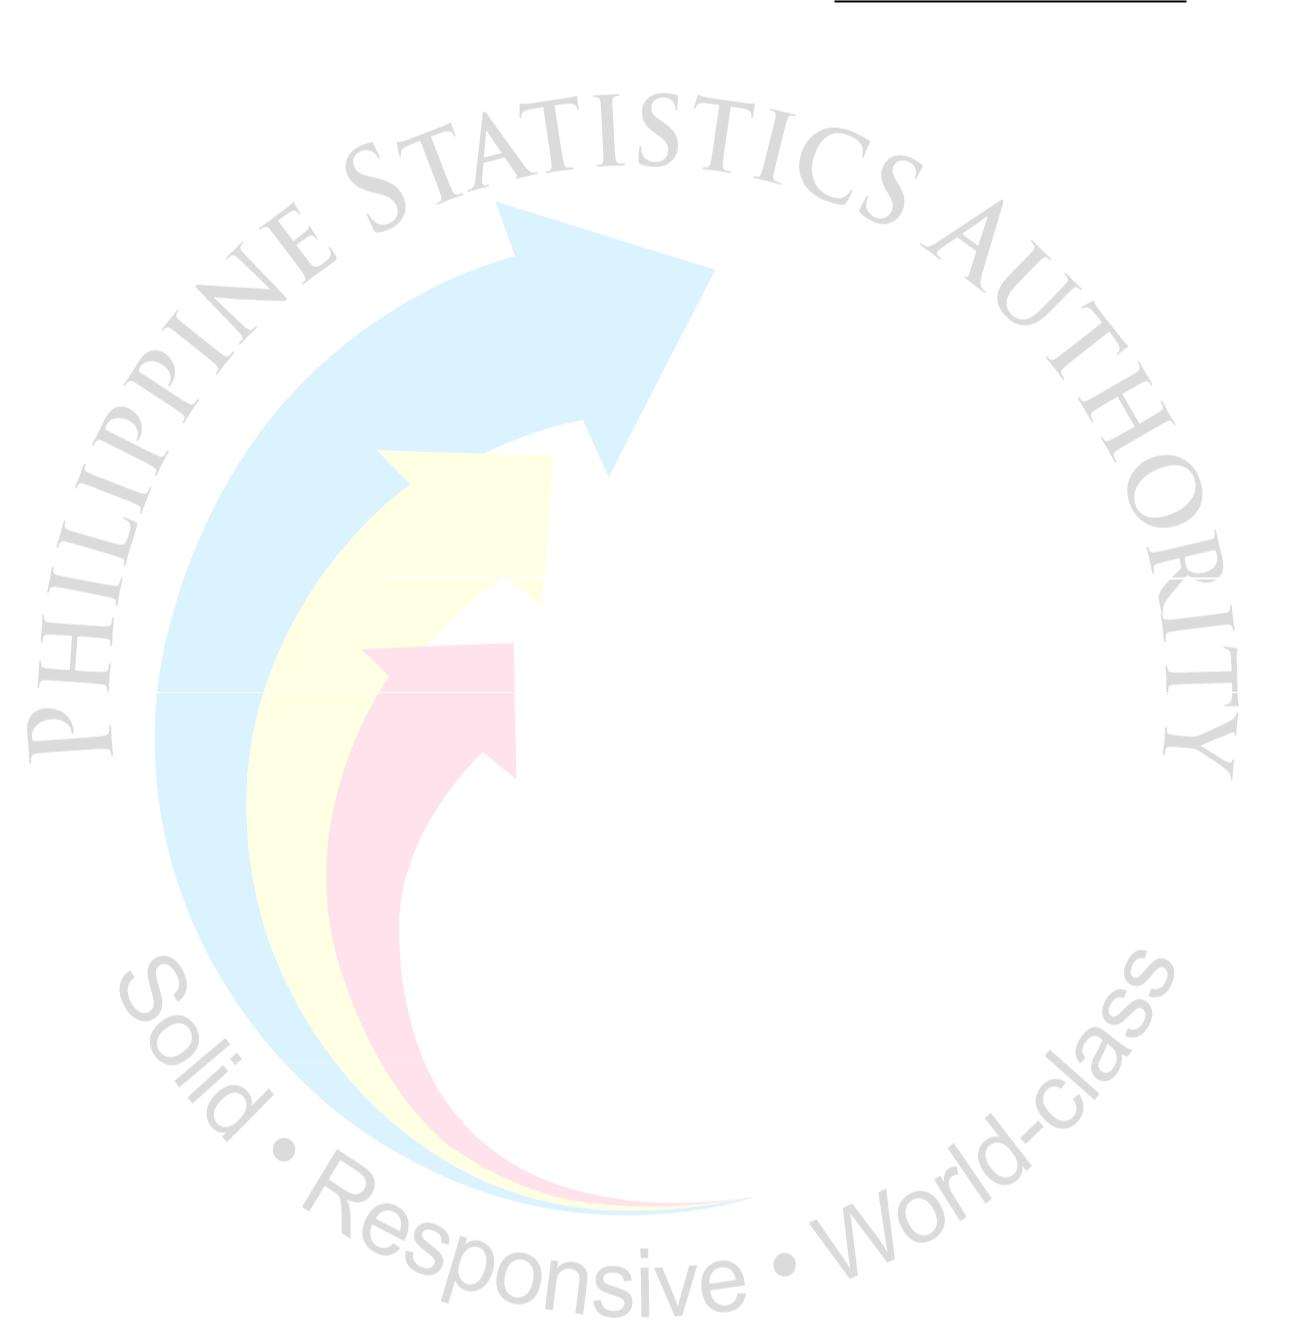 PHILIPPINE STATISTICS AUTHORITY
Solid • Responsive • World-class